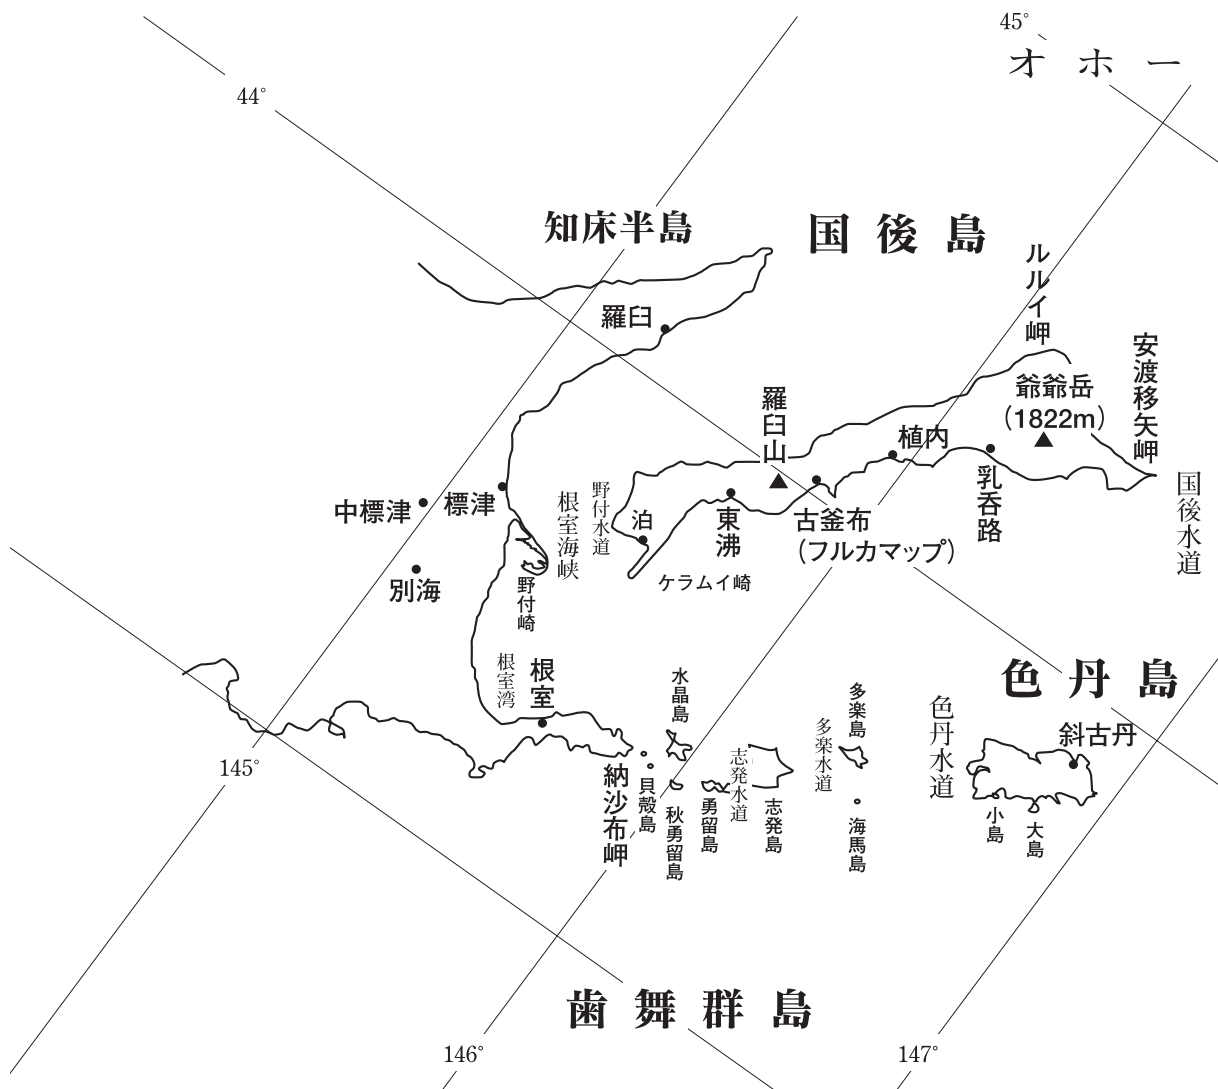 45°
オホー
44°
知床半島
国後島
ルルイ岬
羅臼
安渡移矢岬
爺爺岳
(1822m)
羅臼山
植内
乳呑路
国後水道
中標津
標津
根室海峡
野付水道
泊
東沸
古釜布
(フルカマップ)
別海
野付崎
ケラムイ崎
根室湾
根室
水晶島
多楽島
色丹島
多楽水道
色丹水道
斜古丹
145°
納沙布岬
貝殻島
秋勇留島
勇留島
志発水道
志発島
海馬島
小島
大島
歯舞群島
146°
147°